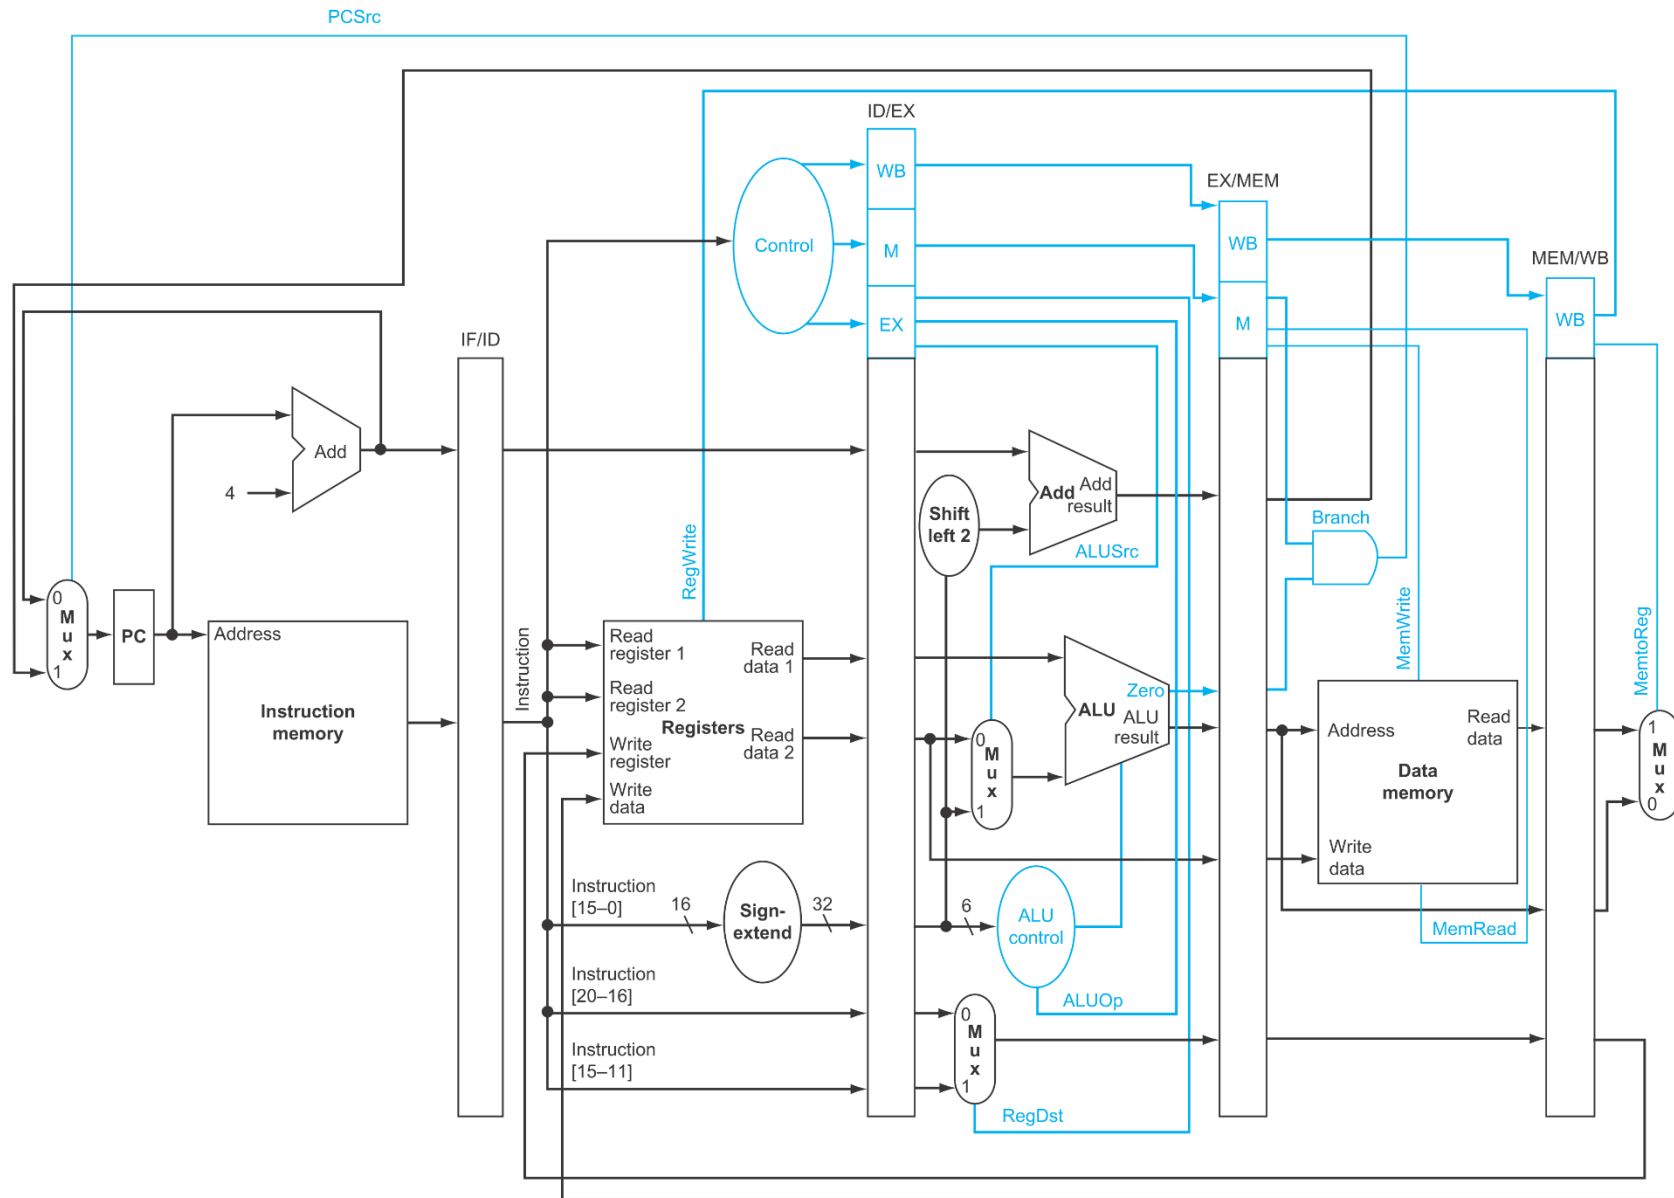 PCSrc
ID/EX
WB
EX/MEM
Control
M
WB
MEM/WB
EX
M
WB
IF/ID
Add
4
Add
Add
result
Shift
left 2
Branch
ALUSrc
RegWrite
MemWrite
MemtoReg
0
M
u
x
1
PC
Address
Instruction
memory
Instruction
Read
register 1
Read
data 1
Read
register 2
Registers
Read
data 2
Write
register
Write
data
0
M
u
x
1
Zero
ALU
ALU
result
Address
Read
data
Data
memory
Write
data
1
M
u
x
0
Instruction
[15–0]
16
Sign-
extend
32
6
ALU
control
MemRead
Instruction
[20–16]
ALUOp
0
M
u
x
1
Instruction
[15–11]
RegDst